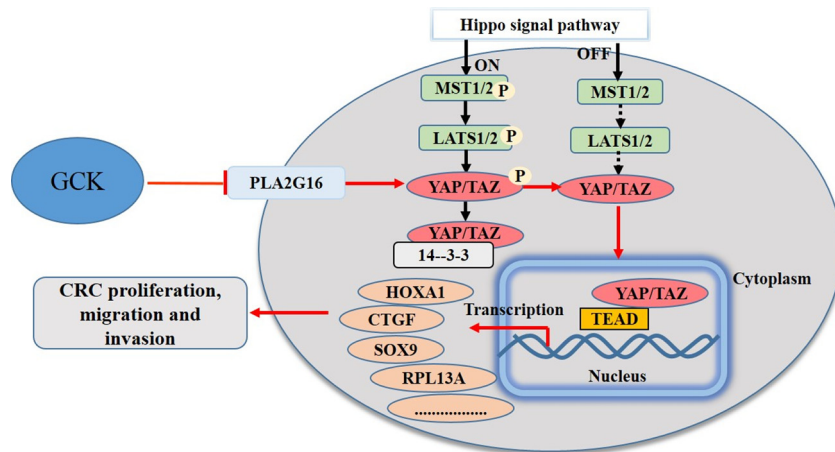 Hippo signal pathway
ON
OFF
MST1/2
P
MST1/2
LATS1/2
P
LATS1/2
GCK
PLA2G16
YAP/TAZ
P
YAP/TAZ
YAP/TAZ
14--3-3
Cytoplasm
HOXA1
YAP/TAZ
CRC proliferation,
migration and
invasion
CTGF
Transcription
TEAD
SOX9
RPL13A
Nucleus
.................